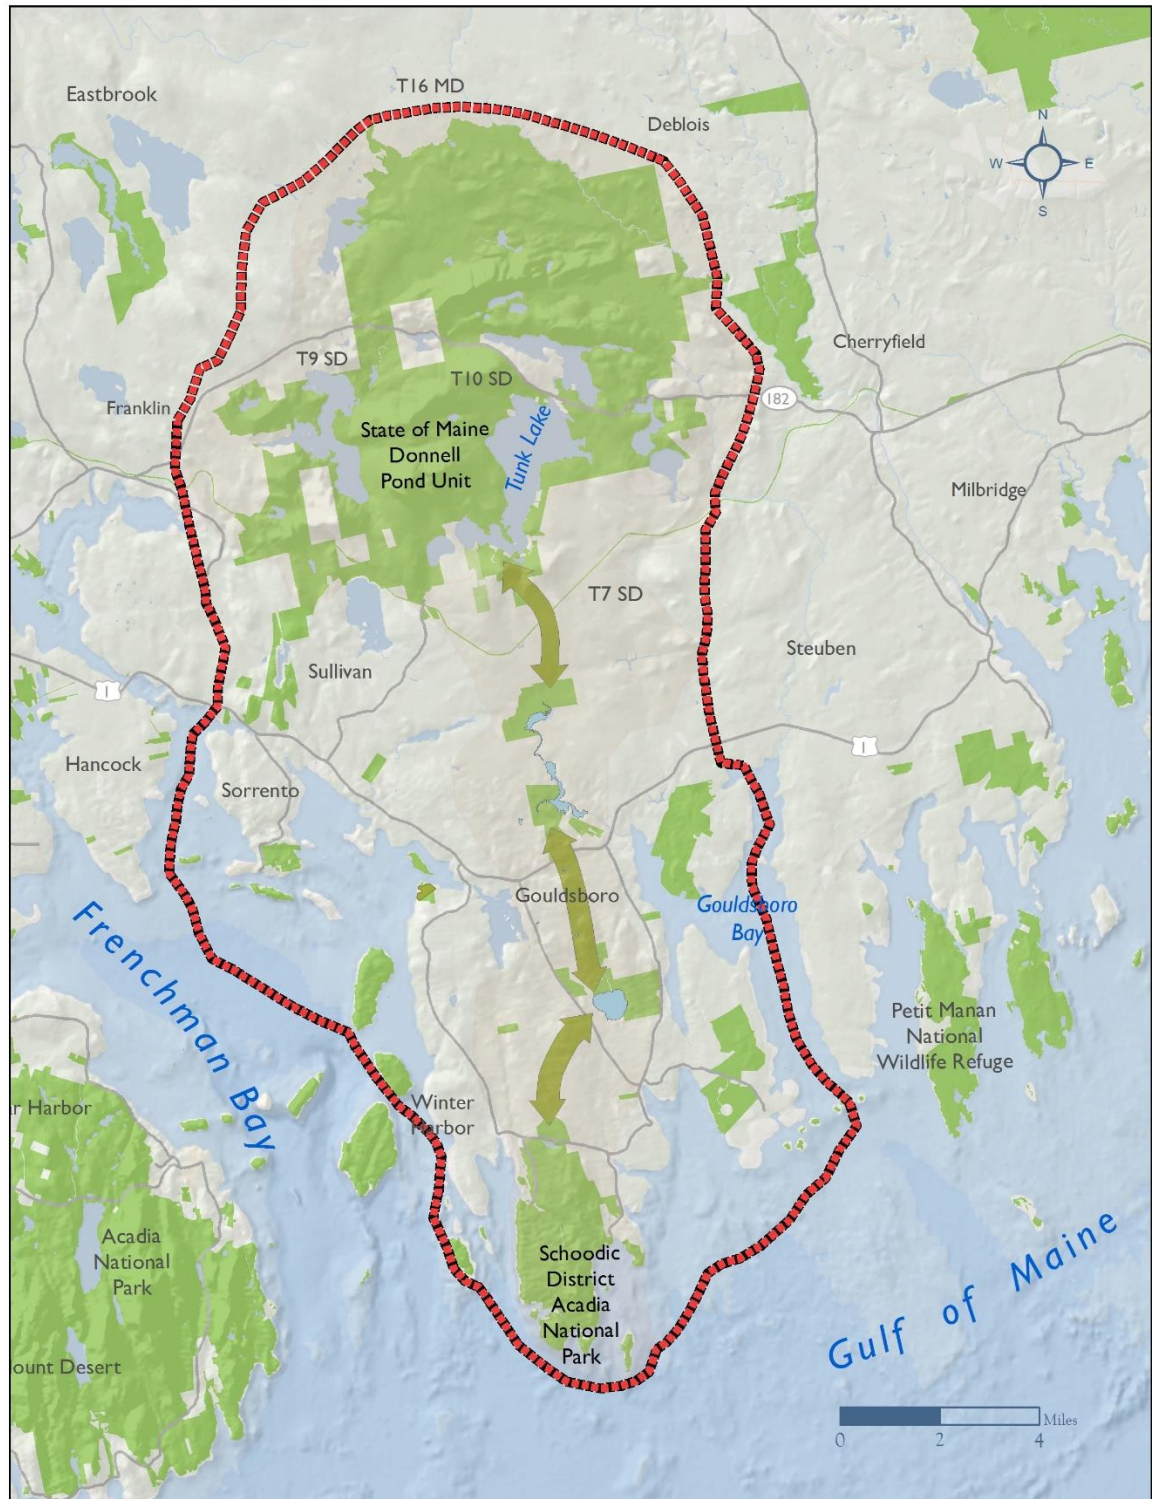 T16 MD
Eastbrook
Deblois
N
W
E
S
Cherryfield
T9 SD
T10 SD
182
Franklin
State of Maine
Donnell
Pond Unit
Tunk Lake
Milbridge
T7 SD
Steuben
Sullivan
1
1
Hancock
Sorrento
Gouldsboro
Gouldsboro
Bay
Frenchman Bay
Petit Manan
National
Wildlife Refuge
r Harbor
Winter
Harbor
Acadia
National
Park
Schoodic
District
Acadia
National
Park
Gulf of Maine
ount Desert
Miles
0
2
4